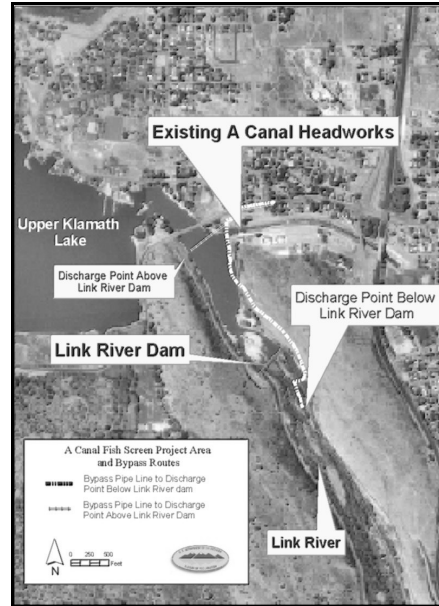 Existing A Canal Headworks
Upper Klamath
Lake
Discharge Point Above
Link River Dam
Discharge Point Below
Link River Dam
Link River Dam
A Canal Fish Screen Project Area
and Bypass Routes
Bypass Pipe Line to Discharge
Point Below Link River dam
Bypass Pipe Line to Discharge
Point Above Link River Dam
0 250 500
Feet
N
Link River